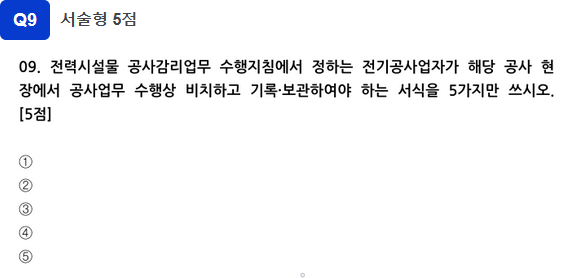 Q9 서술형 5점
09. 전력시설물 공사감리업무 수행지침에서 정하는 전기공사업자가 해당 공사 현
장에서 공사업무 수행상 비치하고 기록·보관하여야 하는 서식을 5가지만 쓰시오.
[5점]
①
②
③
④
⑤